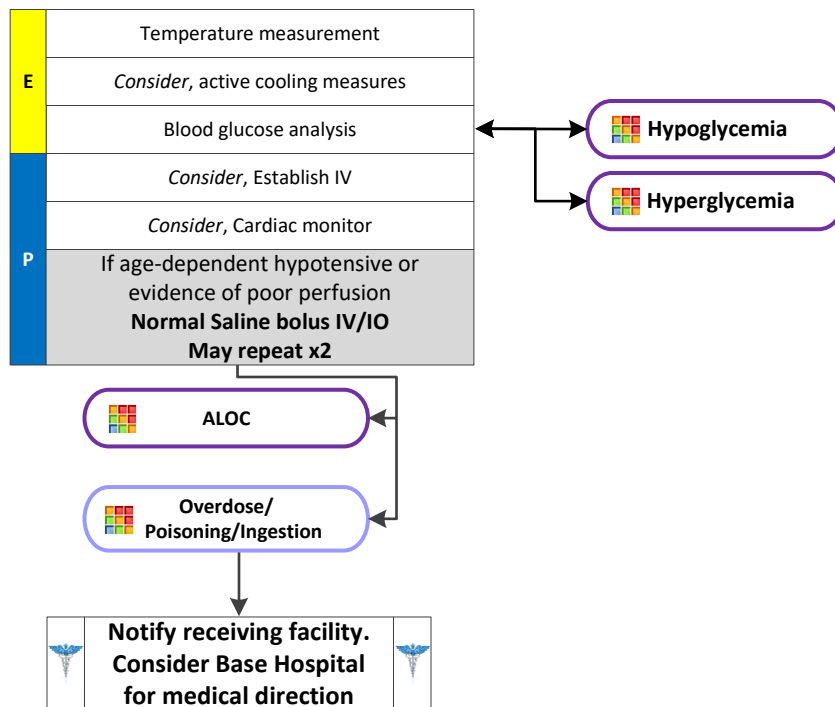 E
Temperature measurement
Consider, active cooling measures
Blood glucose analysis
Hypoglycemia
Hyperglycemia
P
Consider, Establish IV
Consider, Cardiac monitor
If age-dependent hypotensive or
evidence of poor perfusion
Normal Saline bolus IV/IO
May repeat x2
ALOC
Overdose/
Poisoning/Ingestion
Notify receiving facility.
Consider Base Hospital
for medical direction